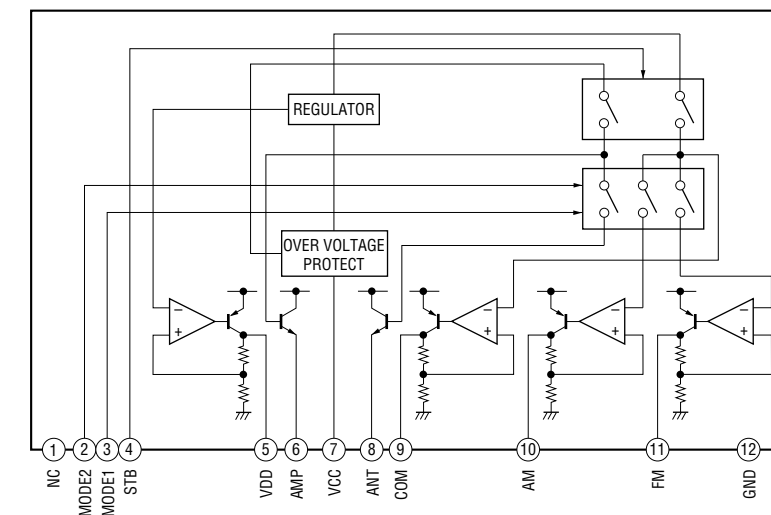 REGULATOR
OVER VOLTAGE
PROTECT
−
+
−
+
−
+
−
+
1 2 3 4 5 6 7 8 9 10 11 12
NC
MODE2
MODE1
STB
VDD
AMP
VCC
ANT
COM
AM
FM
GND